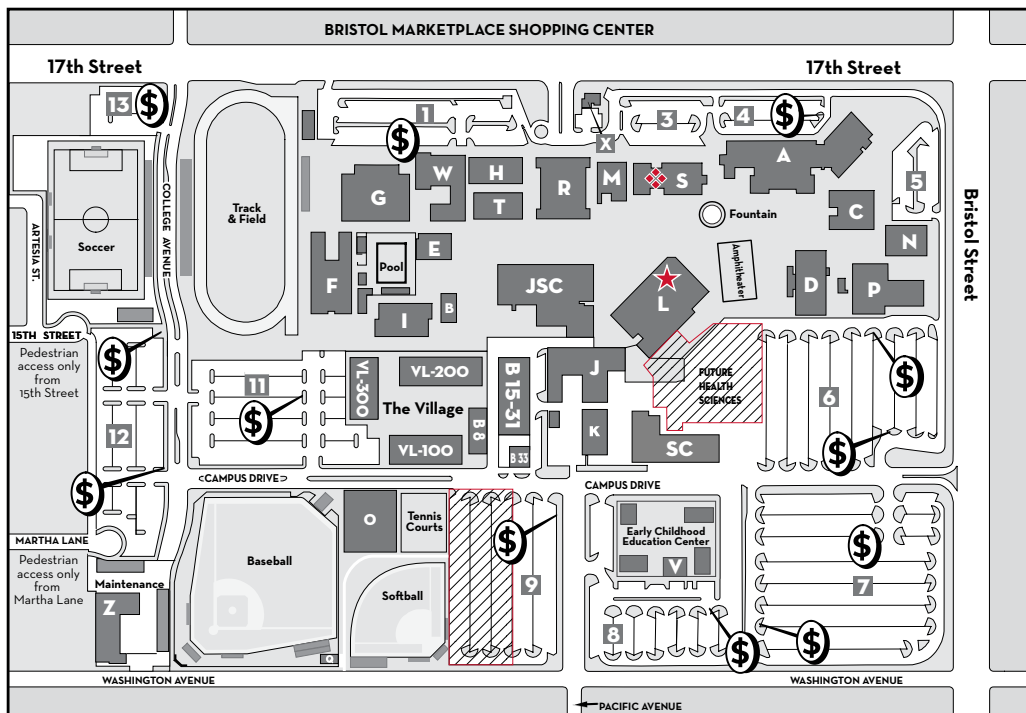 BRISTOL MARKETPLACE SHOPPING CENTER
17th Street
17th Street
13
$
1
$
X
3
4
$
A
5
COLLEGE AVENUE
ARTESIA ST.
Soccer
Track
& Field
G
W
H
T
R
M
S
Fountain
C
N
Bristol Street
F
Pool
E
B
I
JSC
L
Amphitheater
D
P
15TH STREET
Pedestrian
access only
from
15th Street
$
12
$
11
$
VL-300
VL-200
The Village
VL-100
B 8
B 15-31
B 33
J
K
SC
FUTURE
HEALTH
SCIENCES
6
$
$
<CAMPUS DRIVE>
CAMPUS DRIVE
MARTHA LANE
Pedestrian
access only
from
Martha Lane
Maintenance
Z
Baseball
O
Tennis
Courts
Softball
Q
$
9
Early Childhood
Education Center
V
8
$
$
7
$
WASHINGTON AVENUE
WASHINGTON AVENUE
PACIFIC AVENUE